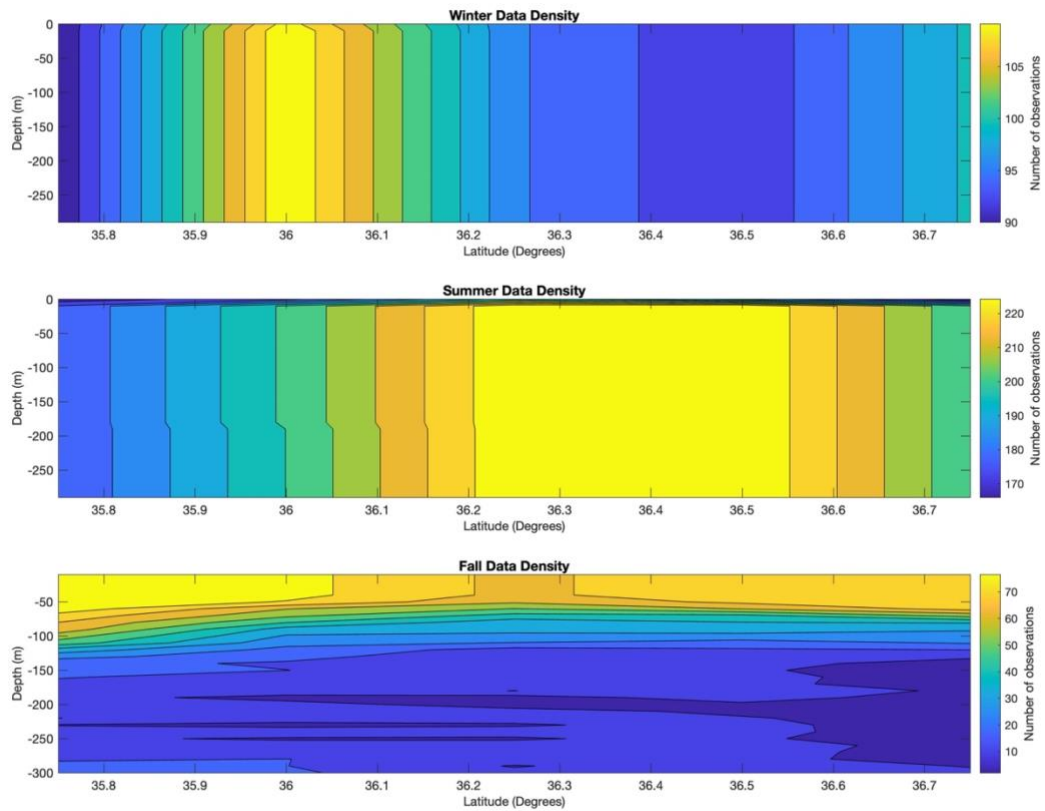 Winter Data Density
0
-50
-100
-150
-200
-250
Depth (m)
35.8 35.9 36 36.1 36.2 36.3 36.4 36.5 36.6 36.7
Latitude (Degrees)
105
100
95
90
Number of observations
Summer Data Density
0
-50
-100
-150
-200
-250
Depth (m)
35.8 35.9 36 36.1 36.2 36.3 36.4 36.5 36.6 36.7
Latitude (Degrees)
220
210
200
190
180
170
Number of observations
Fall Data Density
-50
-100
-150
-200
-250
-300
Depth (m)
35.8 35.9 36 36.1 36.2 36.3 36.4 36.5 36.6 36.7
Latitude (Degrees)
70
60
50
40
30
20
10
Number of observations